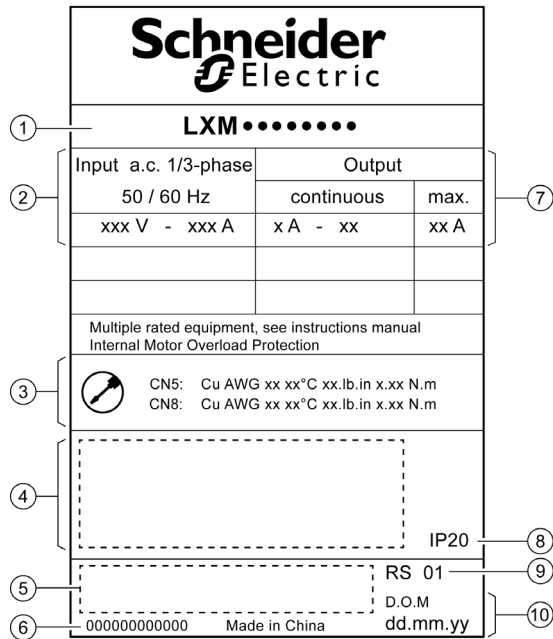 Schneider
Electric
1
LXM••••••••
2
Input a.c. 1/3-phase
Output
7
50 / 60 Hz
continuous
max.
xxx V - xxx A
x A - xx
xx A
Multiple rated equipment, see instructions manual
Internal Motor Overload Protection
3
CN5: Cu AWG xx xx°C xx.lb.in x.xx N.m
CN8: Cu AWG xx xx°C xx.lb.in x.xx N.m
4
IP20
8
5
RS 01
9
D.O.M
10
6
000000000000
Made in China
dd.mm.yy